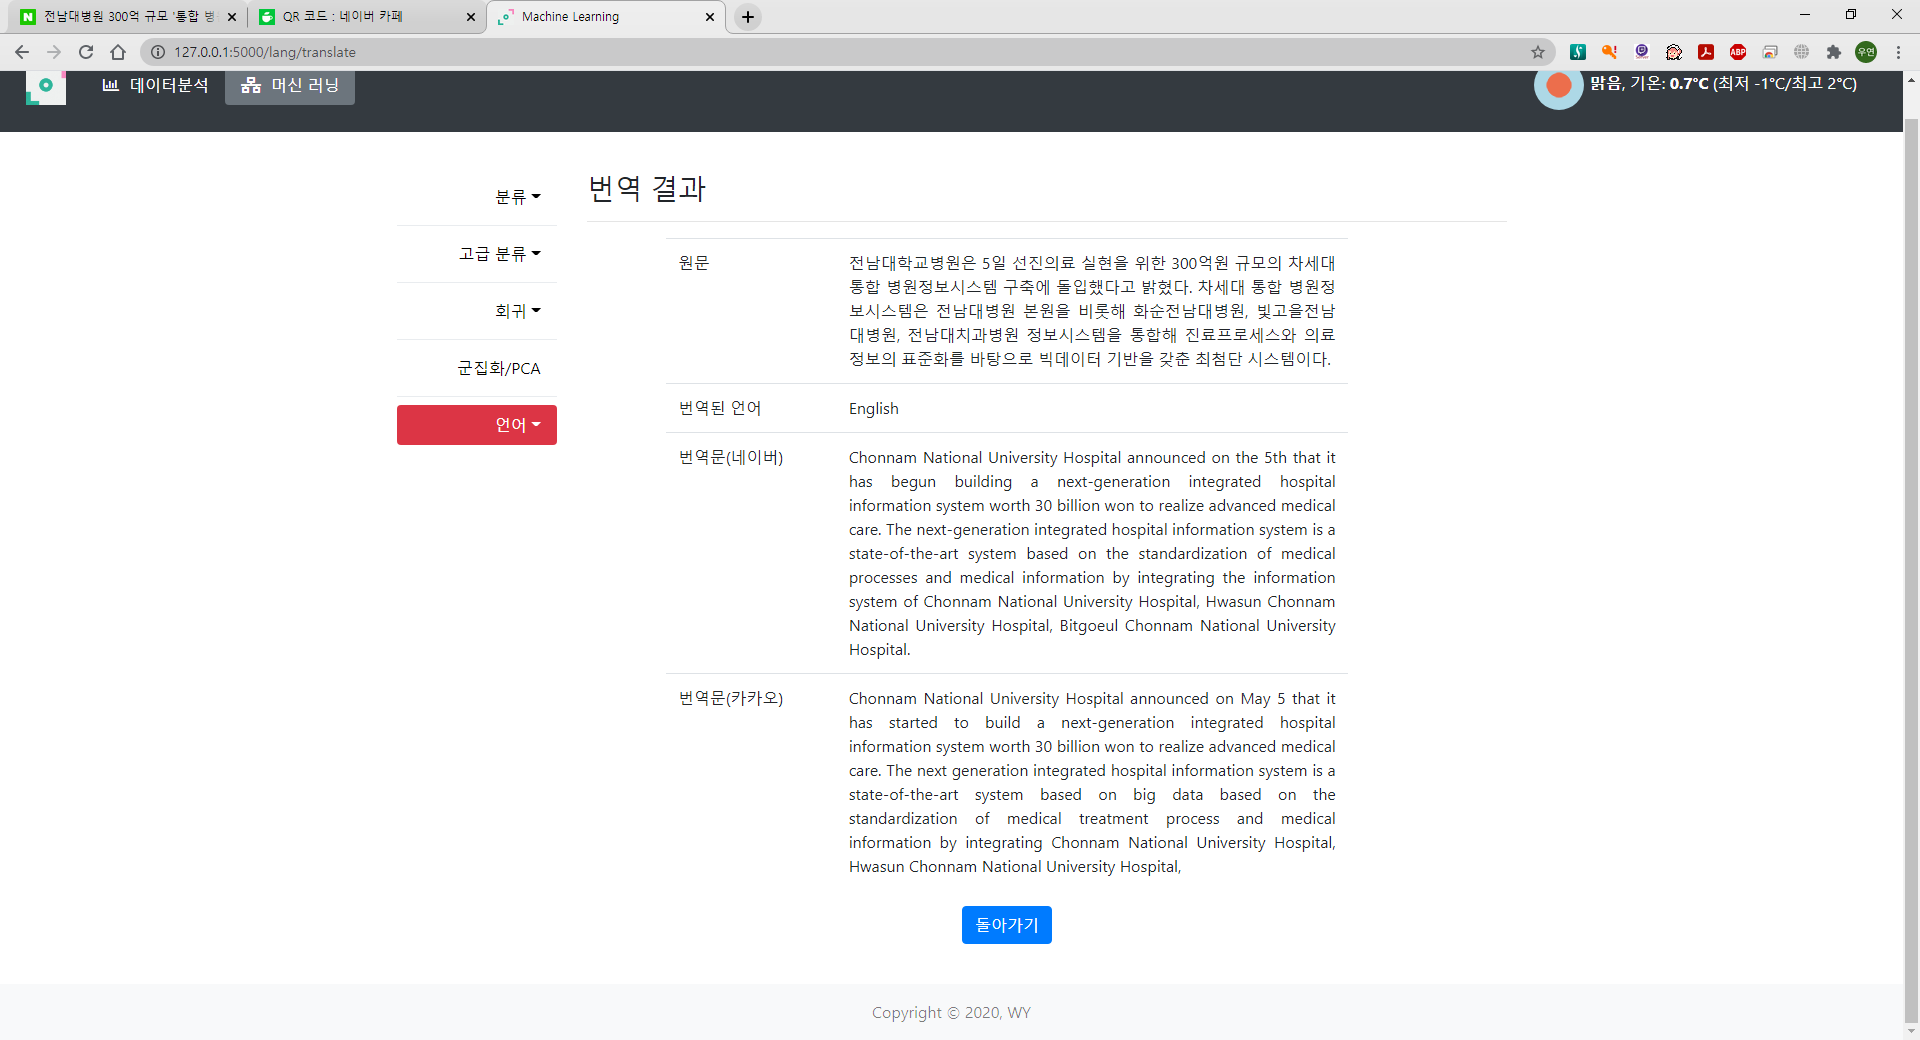 전남대병원 300억 규모 '통합 병
QR 코드 : 네이버 카페
Machine Learning
127.0.0.1:5000/lang/translate
ABP
우연
데이터분석
머신 러닝
맑음, 기온: 0.7℃ (최저 -1℃/최고 2℃)
분류
고급 분류
회귀
군집화/PCA
언어
번역 결과
원문
전남대학교병원은 5일 선진의료 실현을 위한 300억원 규모의 차세대
통합 병원정보시스템 구축에 돌입했다고 밝혔다. 차세대 통합 병원정
보시스템은 전남대병원 본원을 비롯해 화순전남대병원, 빛고을전남
대병원, 전남대치과병원 정보시스템을 통합해 진료프로세스와 의료
정보의 표준화를 바탕으로 빅데이터 기반을 갖춘 최첨단 시스템이다.
번역된 언어
English
번역문(네이버)
Chonnam National University Hospital announced on the 5th that it
has begun building a next-generation integrated hospital
information system worth 30 billion won to realize advanced medical
care. The next-generation integrated hospital information system is a
state-of-the-art system based on the standardization of medical
processes and medical information by integrating the information
system of Chonnam National University Hospital, Hwasun Chonnam
National University Hospital, Bitgoeul Chonnam National University
Hospital.
번역문(카카오)
Chonnam National University Hospital announced on May 5 that it
has started to build a next-generation integrated hospital
information system worth 30 billion won to realize advanced medical
care. The next generation integrated hospital information system is a
state-of-the-art system based on big data based on the
standardization of medical treatment process and medical
information by integrating Chonnam National University Hospital,
Hwasun Chonnam National University Hospital,
돌아가기
Copyright © 2020, WY